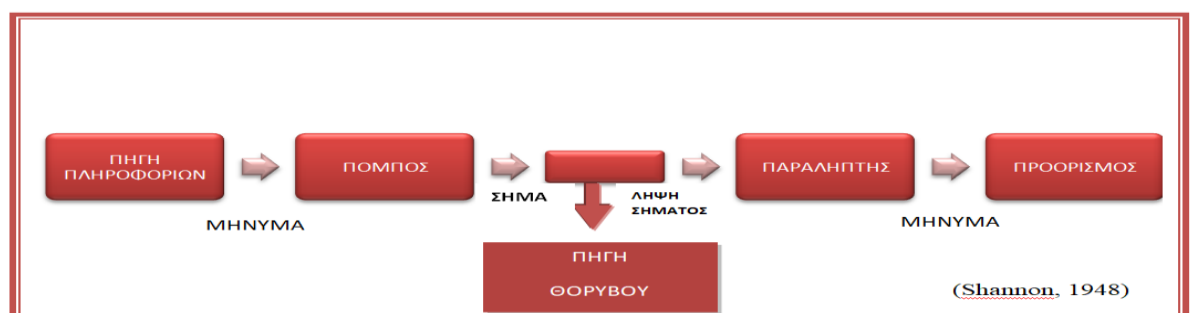 ΠΗΓΗ
ΠΛΗΡΟΦΟΡΙΩΝ
ΜΗΝΥΜΑ
ΠΟΜΠΟΣ
ΣΗΜΑ
ΛΗΨΗ
ΣΗΜΑΤΟΣ
ΠΗΓΗ
ΘΟΡΥΒΟΥ
ΠΑΡΑΛΗΠΤΗΣ
ΜΗΝΥΜΑ
ΠΡΟΟΡΙΣΜΟΣ
(Shannon, 1948)